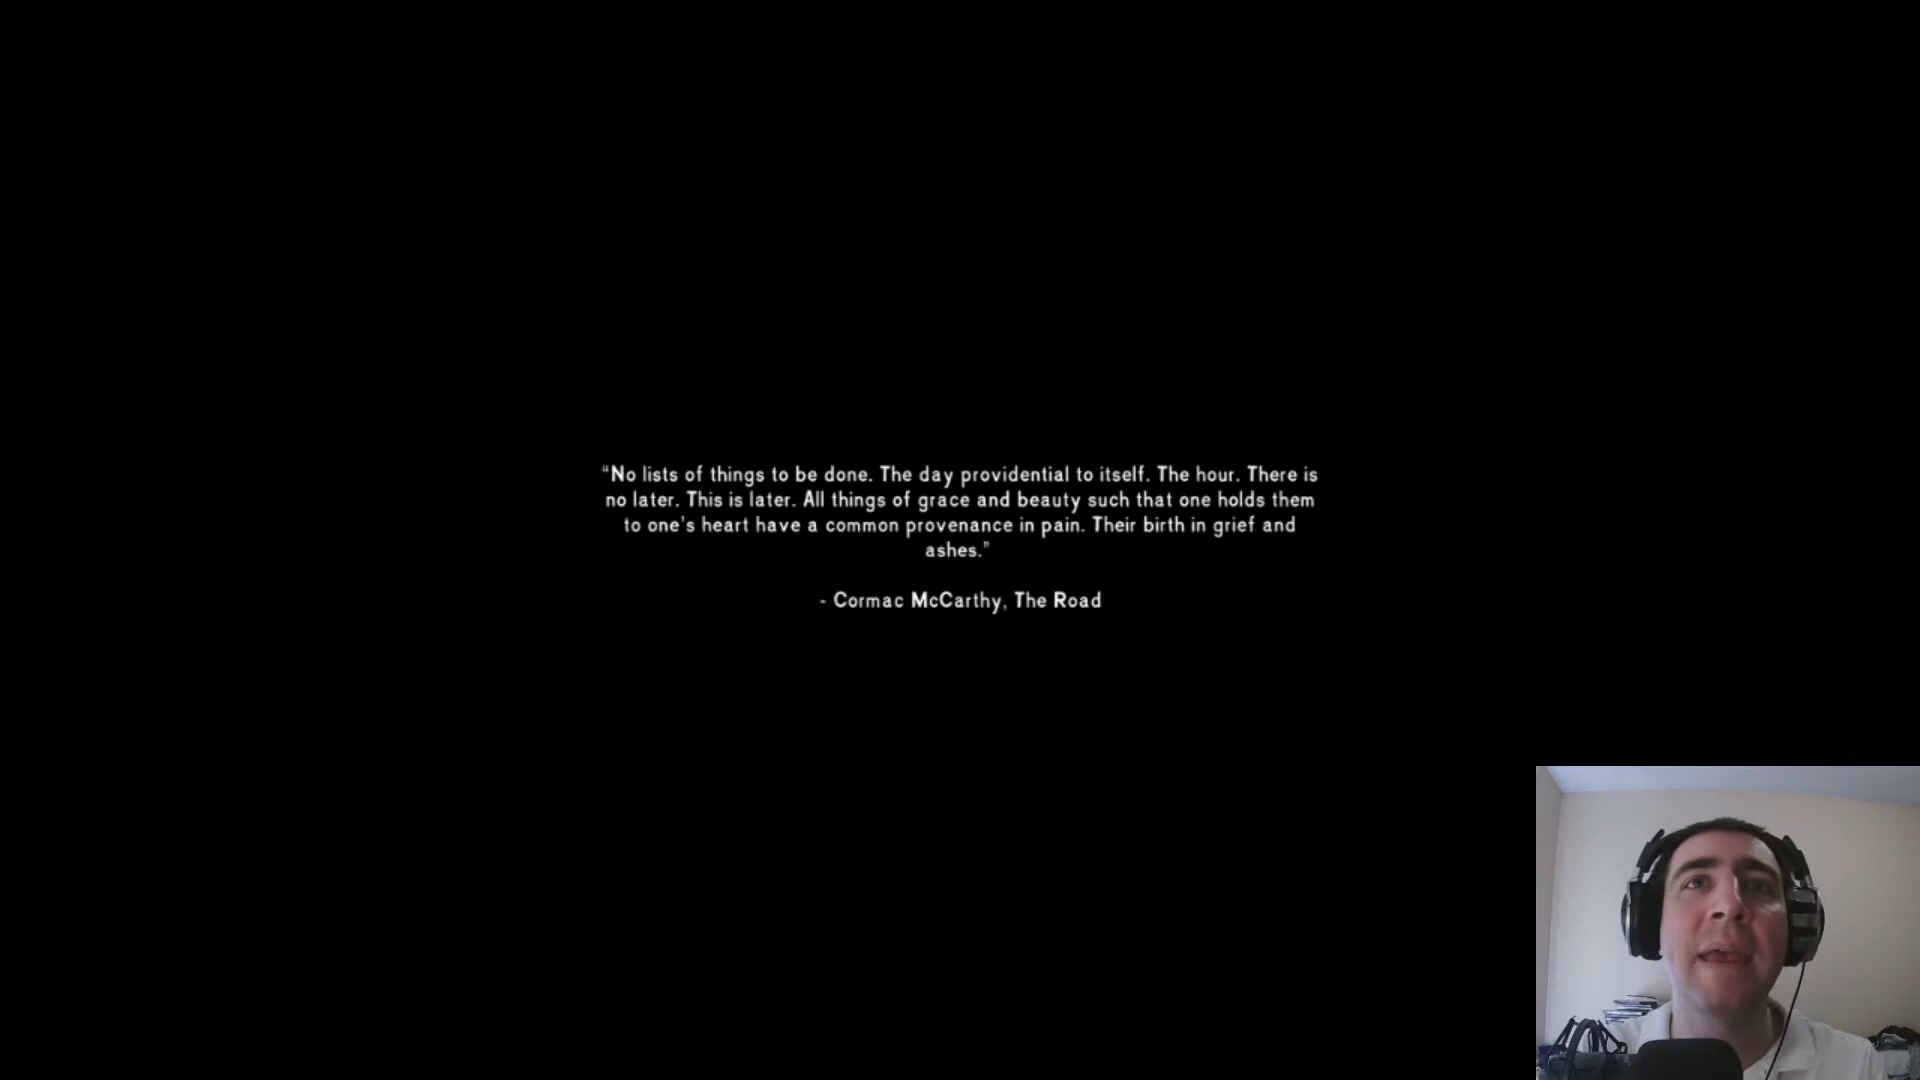 “No lists of things to be done. The day providential to itself. The hour. There is
no later. This is later. All things of grace and beauty such that one holds them
to one's heart have a common provenance in pain. Their birth in grief and
ashes.”
- Cormac McCarthy, The Road